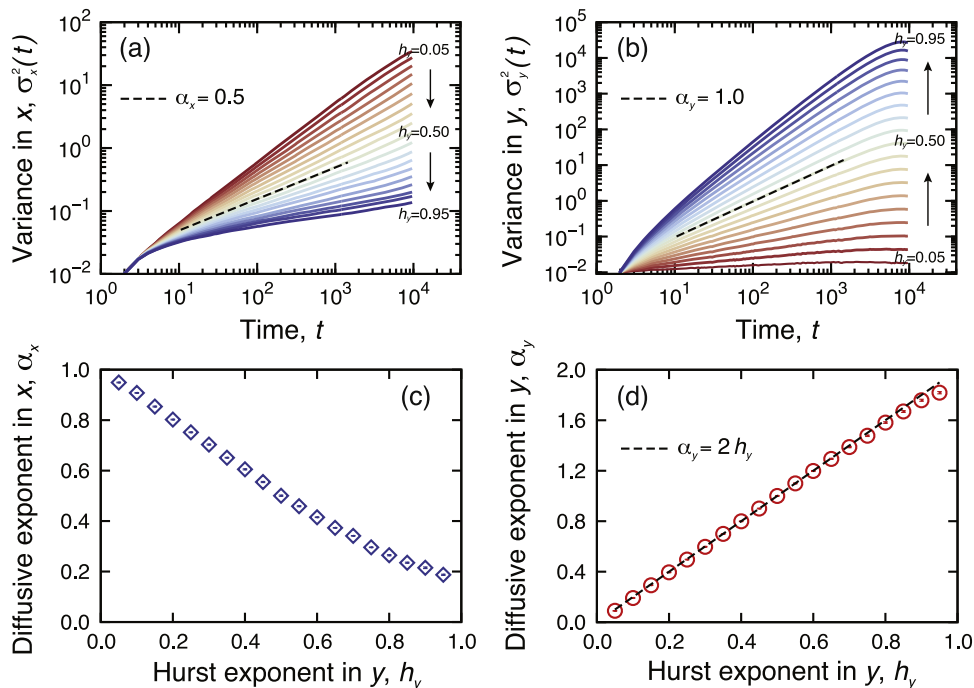 (a)
Variance in x, σ²ₓ(t)
10² 10¹ 10⁰ 10⁻¹ 10⁻²
hy=0.05
αₓ = 0.5
hy=0.50
hy=0.95
10⁰ 10¹ 10² 10³ 10⁴
Time, t
(b)
Variance in y, σ²y(t)
10⁵ 10⁴ 10³ 10² 10¹ 10⁰ 10⁻¹ 10⁻²
hy=0.95
αy = 1.0
hy=0.50
hy=0.05
10⁰ 10¹ 10² 10³ 10⁴
Time, t
(c)
Diffusive exponent in x, αₓ
1.0 0.8 0.6 0.4 0.2 0.0
0.0 0.2 0.4 0.6 0.8 1.0
Hurst exponent in y, hy
(d)
Diffusive exponent in y, αy
2.0 1.6 1.2 0.8 0.4 0.0
αy = 2 hy
0.0 0.2 0.4 0.6 0.8 1.0
Hurst exponent in y, hy